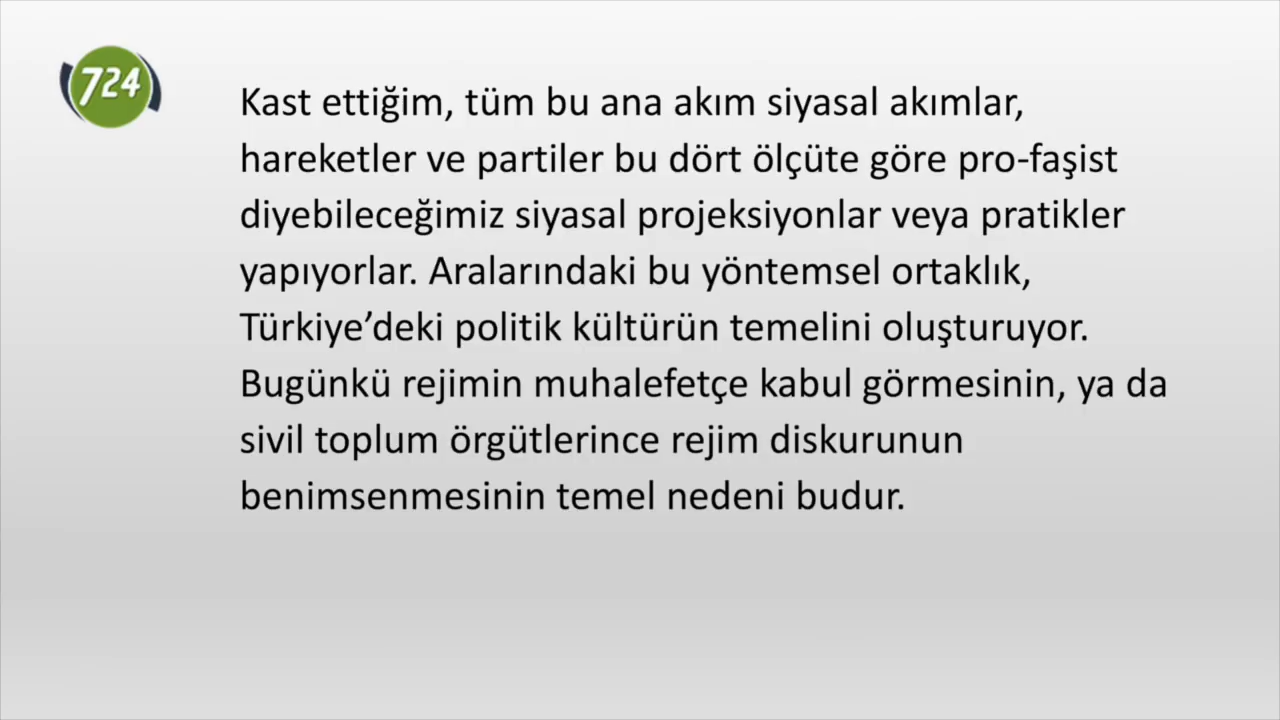 724
Kast ettiğim, tüm bu ana akım siyasal akımlar,
hareketler ve partiler bu dört ölçüte göre pro-faşist
diyebileceğimiz siyasal projeksiyonlar veya pratikler
yapıyorlar. Aralarındaki bu yöntemsel ortaklık,
Türkiye’deki politik kültürün temelini oluşturuyor.
Bugünkü rejimin muhalefetçe kabul görmesinin, ya da
sivil toplum örgütlerince rejim diskurunun
benimsenmesinin temel nedeni budur.